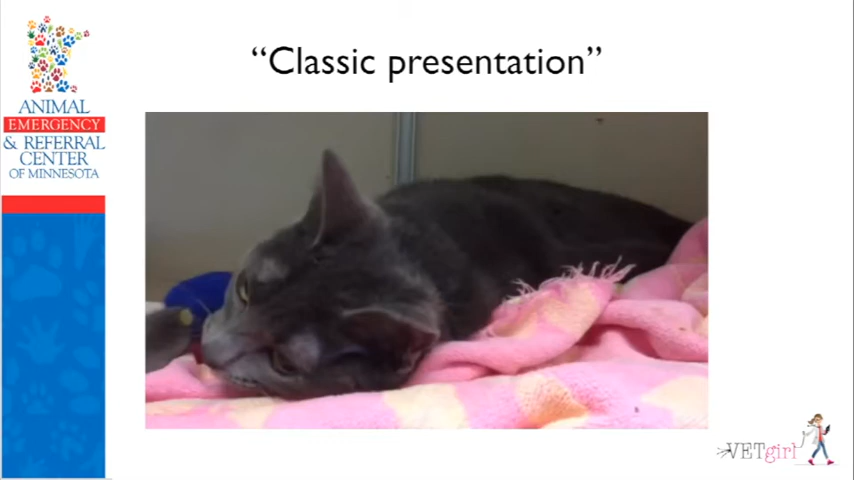 ANIMAL
EMERGENCY
& REFERRAL
CENTER
OF MINNESOTA
“Classic presentation”
VETgirl